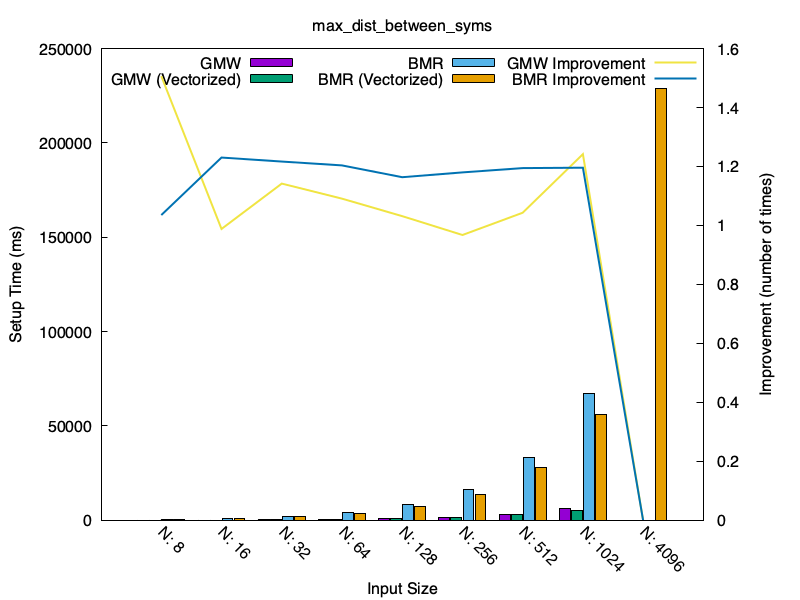 max_dist_between_syms
GMW
GMW (Vectorized)
BMR
BMR (Vectorized)
GMW Improvement
BMR Improvement
Setup Time (ms)
250000
200000
150000
100000
50000
0
1.6
1.4
1.2
1
0.8
0.6
0.4
0.2
0
Improvement (number of times)
N: 8
N: 16
N: 32
N: 64
N: 128
N: 256
N: 512
N: 1024
N: 4096
Input Size